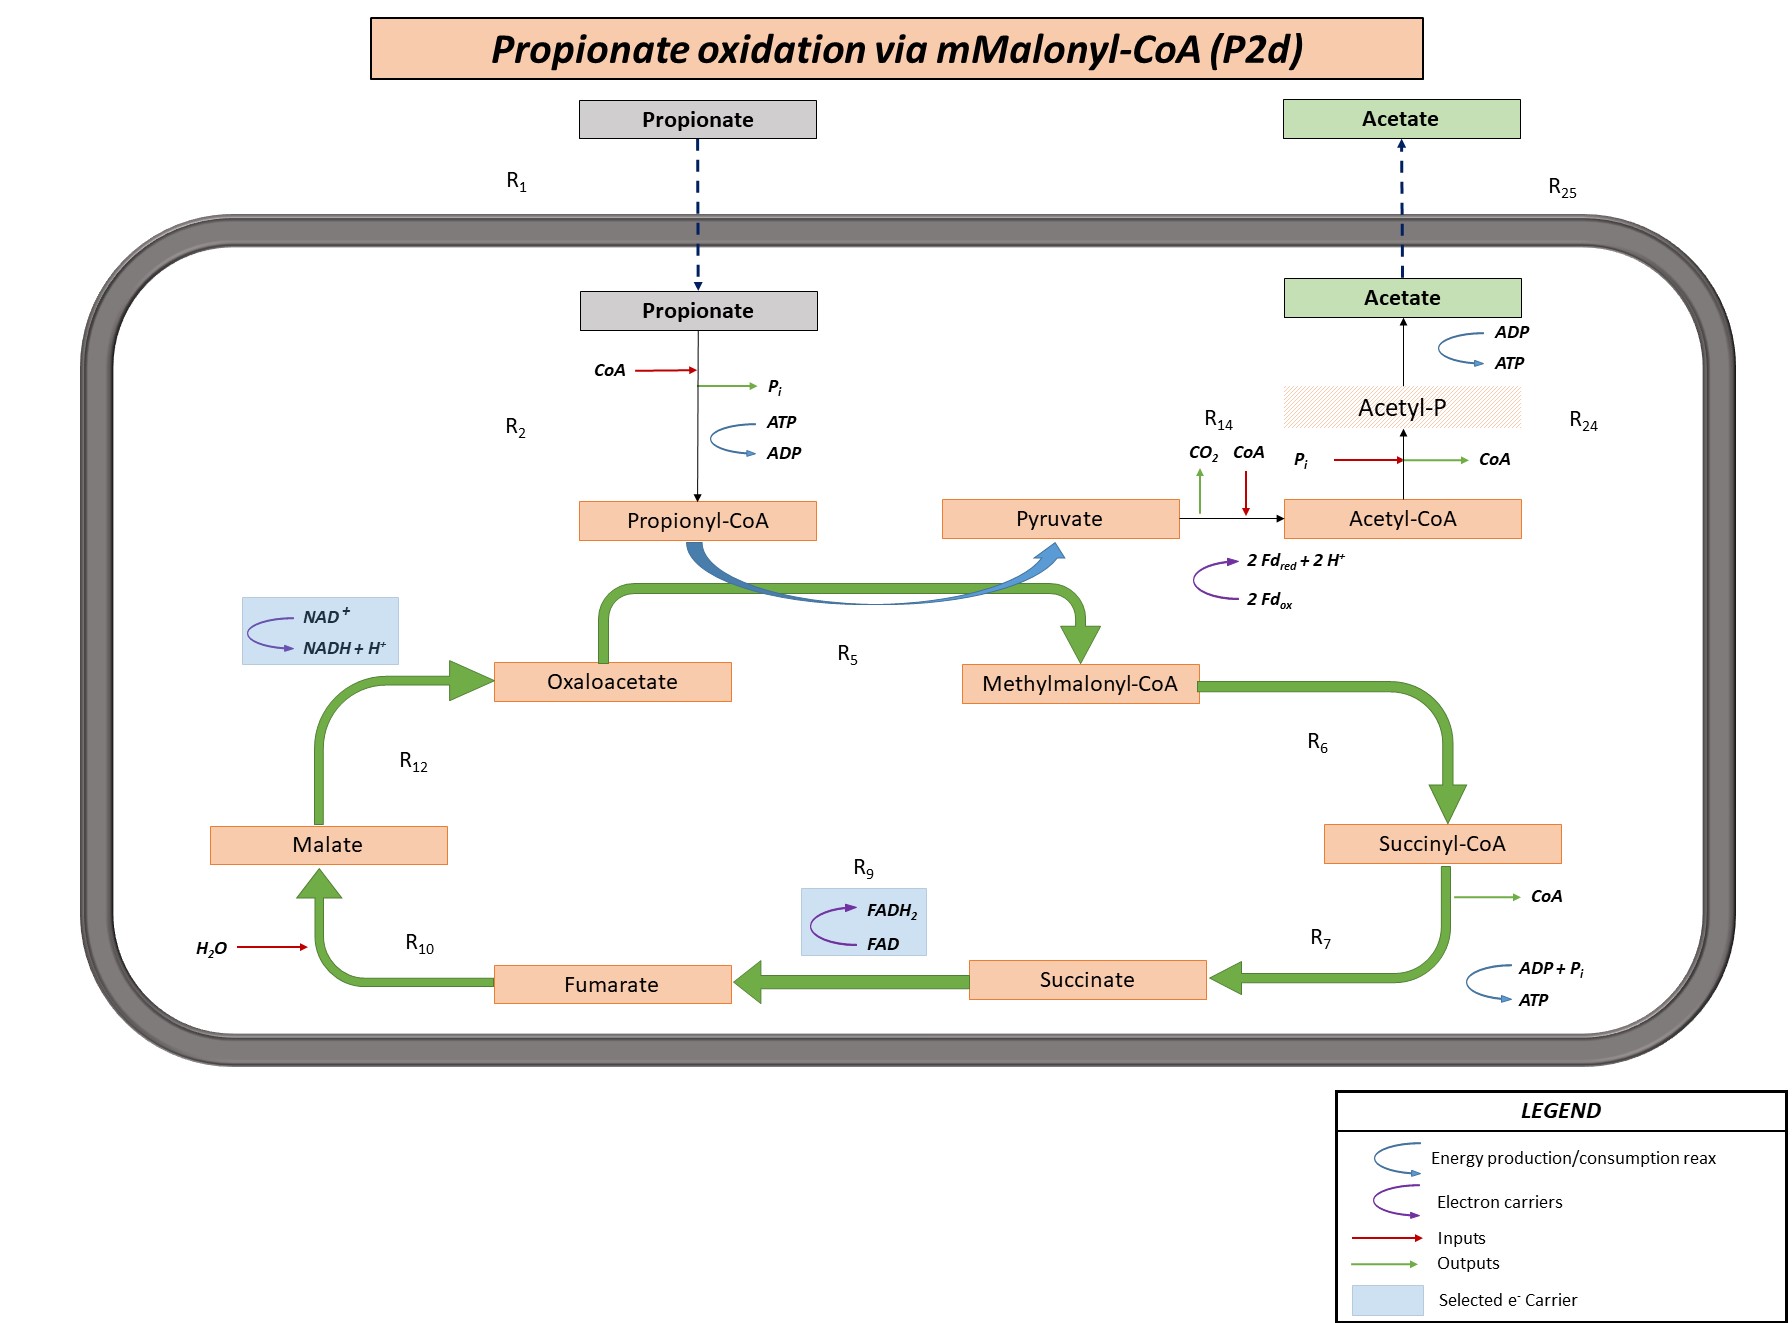 Propionate oxidation via mMalonyl-CoA (P2d)
Propionate
Acetate
R1
R25
Propionate
Acetate
ADP
ATP
CoA
Pi
Acetyl-P
R2
ATP
ADP
R14
R24
CO2 CoA
Pi
CoA
Propionyl-CoA
Pyruvate
Acetyl-CoA
2 Fdred + 2 H+
2 Fdox
NAD+
NADH + H+
R5
Oxaloacetate
Methylmalonyl-CoA
R12
R6
Malate
Succinyl-CoA
R9
FADH2
FAD
CoA
H2O
R10
R7
Fumarate
Succinate
ADP + Pi
ATP
LEGEND
Energy production/consumption reax
Electron carriers
Inputs
Outputs
Selected e- Carrier